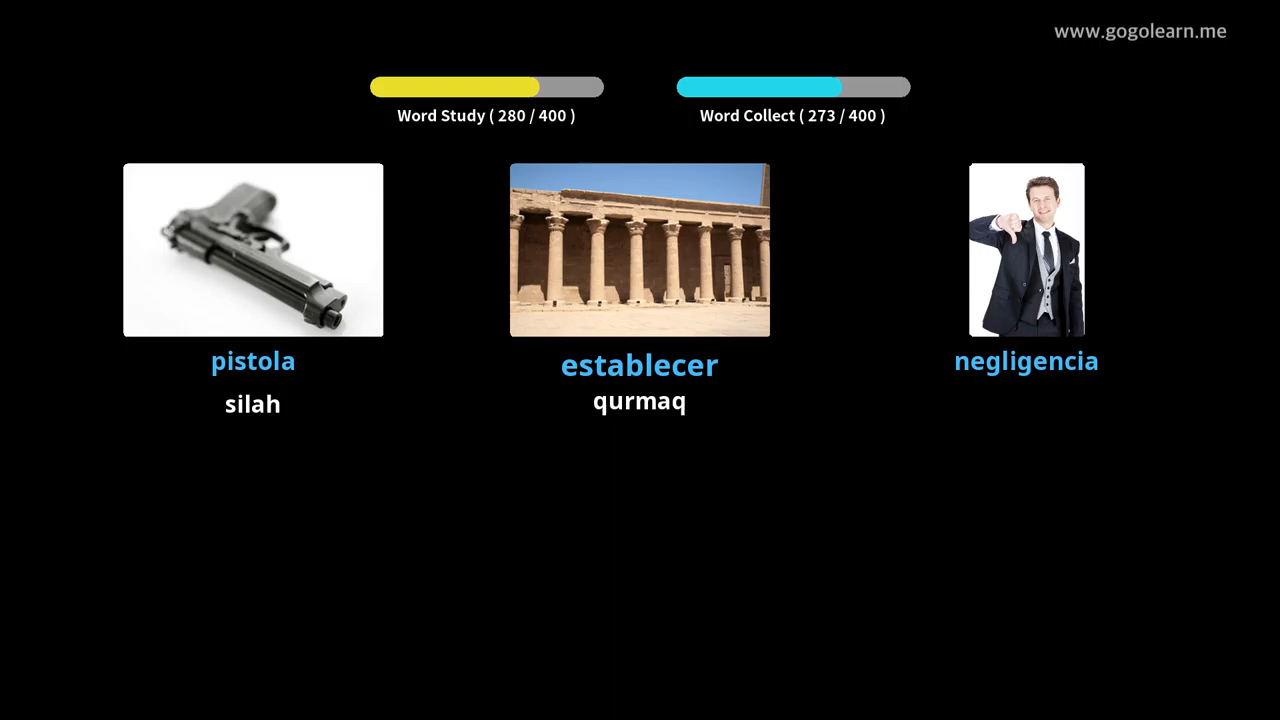 www.gogolearn.me
Word Study ( 280 / 400 )
Word Collect ( 273 / 400 )
pistola
silah
establecer
qurmaq
negligencia